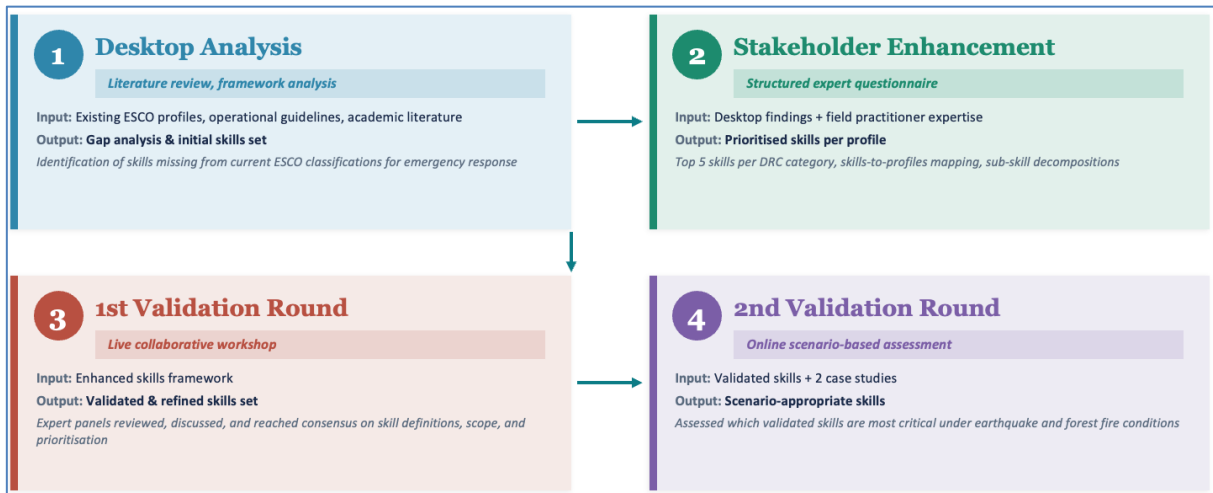 1
Desktop Analysis
Literature review, framework analysis
Input: Existing ESCO profiles, operational guidelines, academic literature
Output: Gap analysis & initial skills set
Identification of skills missing from current ESCO classifications for emergency response
2
Stakeholder Enhancement
Structured expert questionnaire
Input: Desktop findings + field practitioner expertise
Output: Prioritised skills per profile
Top 5 skills per DRC category, skills-to-profiles mapping, sub-skill decompositions
3
1st Validation Round
Live collaborative workshop
Input: Enhanced skills framework
Output: Validated & refined skills set
Expert panels reviewed, discussed, and reached consensus on skill definitions, scope, and
prioritisation
4
2nd Validation Round
Online scenario-based assessment
Input: Validated skills + 2 case studies
Output: Scenario-appropriate skills
Assessed which validated skills are most critical under earthquake and forest fire conditions